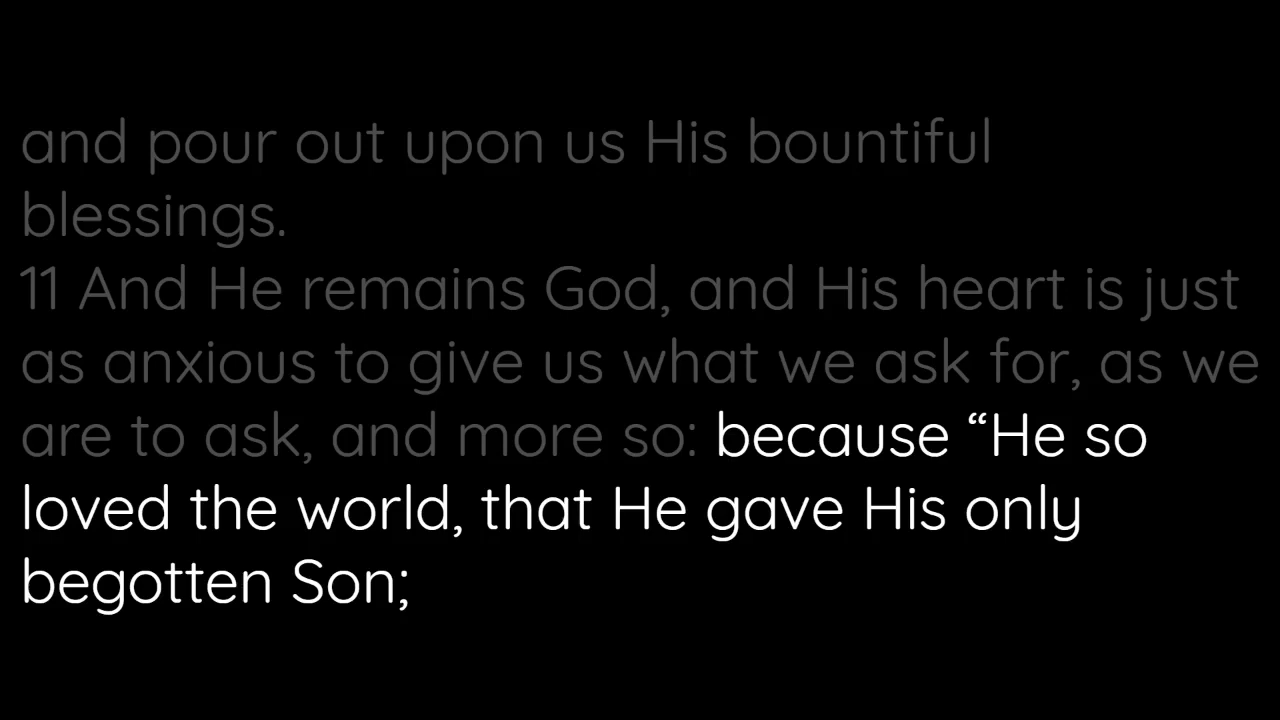 and pour out upon us His bountiful
blessings.
11 And He remains God, and His heart is just
as anxious to give us what we ask for, as we
are to ask, and more so: because “He so
loved the world, that He gave His only
begotten Son;